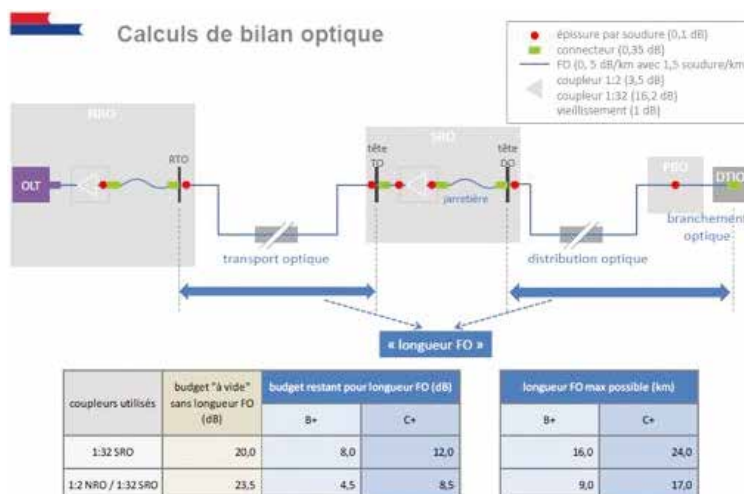 Calculs de bilan optique
épissure par soudure (0,1 dB)
connecteur (0,35 dB)
FO (0, 5 dB/km avec 1,5 soudure/km)
coupleur 1:2 (3,5 dB)
coupleur 1:32 (16,2 dB)
vieillissement (1 dB)
NRO
SRO
RTO
tête
TO
tête
DO
PBO
OLT
DTIO
jarretière
branchement
optique
transport optique
distribution optique
« longueur FO »
coupleurs utilisés
budget "à vide"
sans longueur FO
(dB)
budget restant pour longueur FO (dB)
B+ C+
longueur FO max possible (km)
B+ C+
1:32 SRO 20,0 8,0 12,0 16,0 24,0
1:2 NRO / 1:32 SRO 23,5 4,5 8,5 9,0 17,0